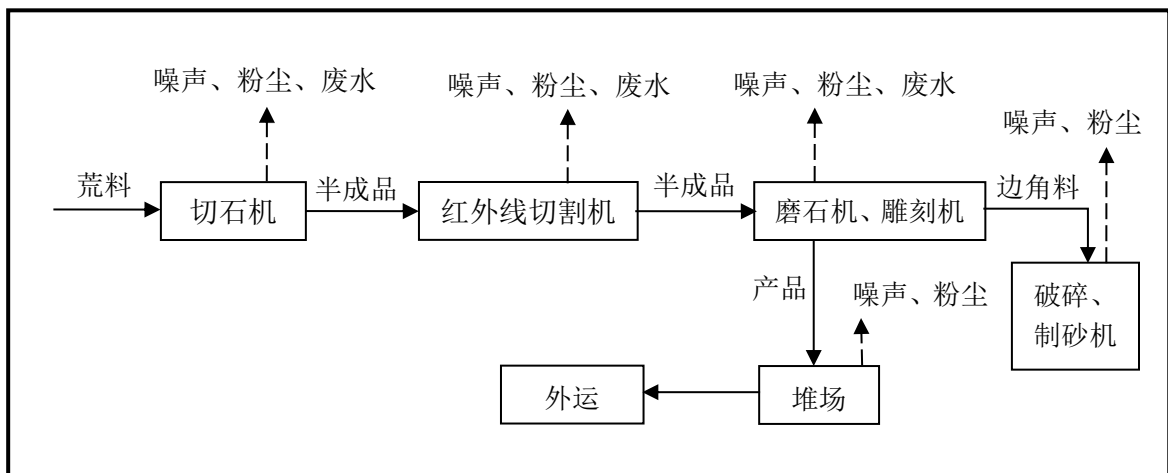 噪声、粉尘、废水
噪声、粉尘、废水
噪声、粉尘、废水
噪声、粉尘
荒料
切石机
半成品
红外线切割机
半成品
磨石机、雕刻机
边角料
破碎、
制砂机
产品
噪声、粉尘
外运
堆场